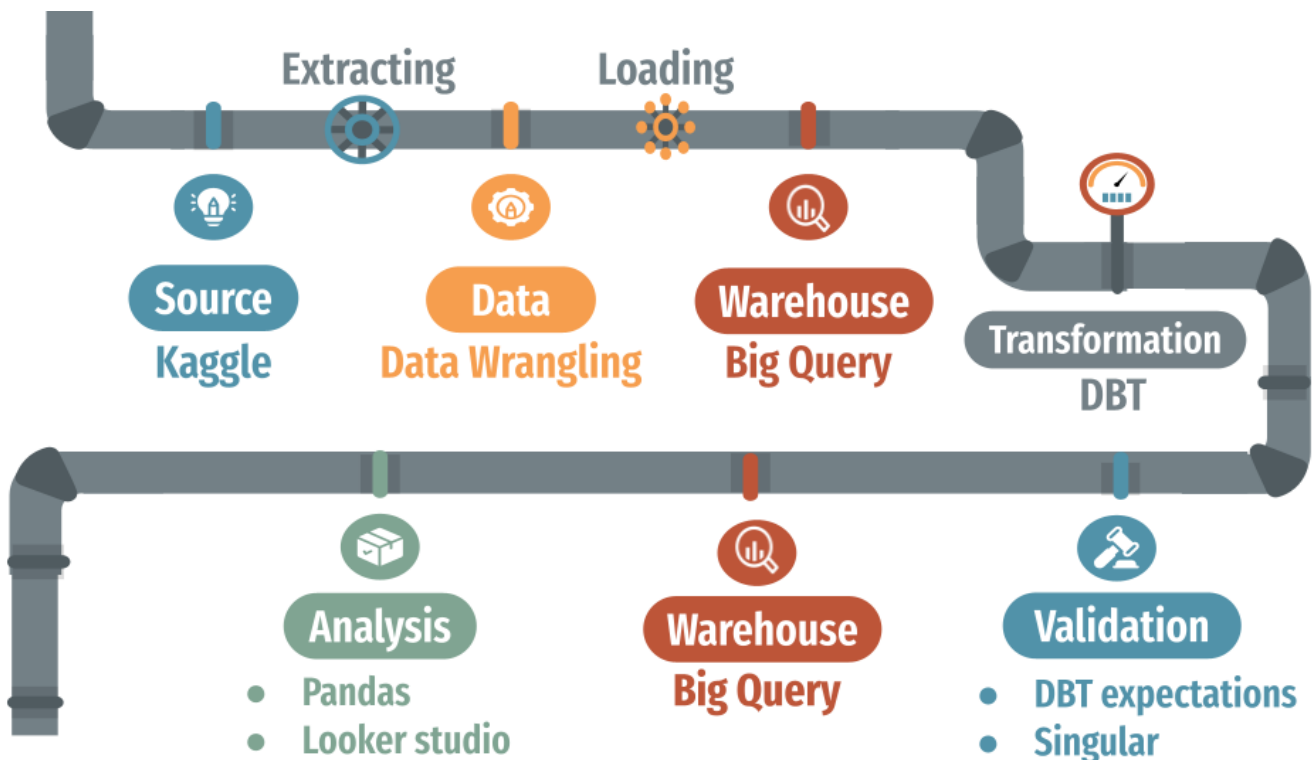 Extracting
Loading
Source
Kaggle
Data
Data Wrangling
Warehouse
Big Query
Transformation
DBT
Analysis
• Pandas
• Looker studio
Warehouse
Big Query
Validation
• DBT expectations
• Singular